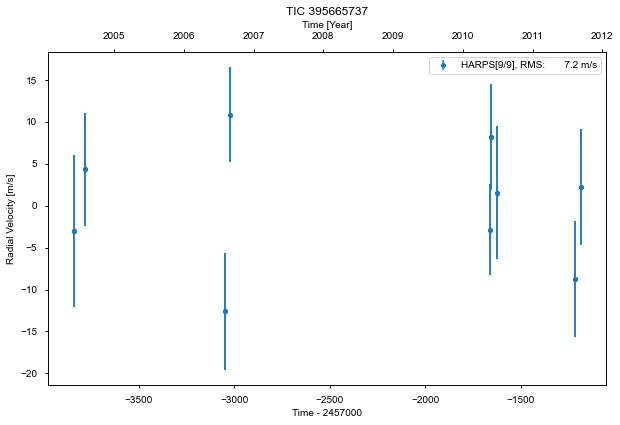 TIC 395665737
Time [Year]
2005 2006 2007 2008 2009 2010 2011 2012
HARPS[9/9], RMS: 7.2 m/s
Radial Velocity [m/s]
15
10
5
0
−5
−10
−15
−20
−3500 −3000 −2500 −2000 −1500
Time - 2457000